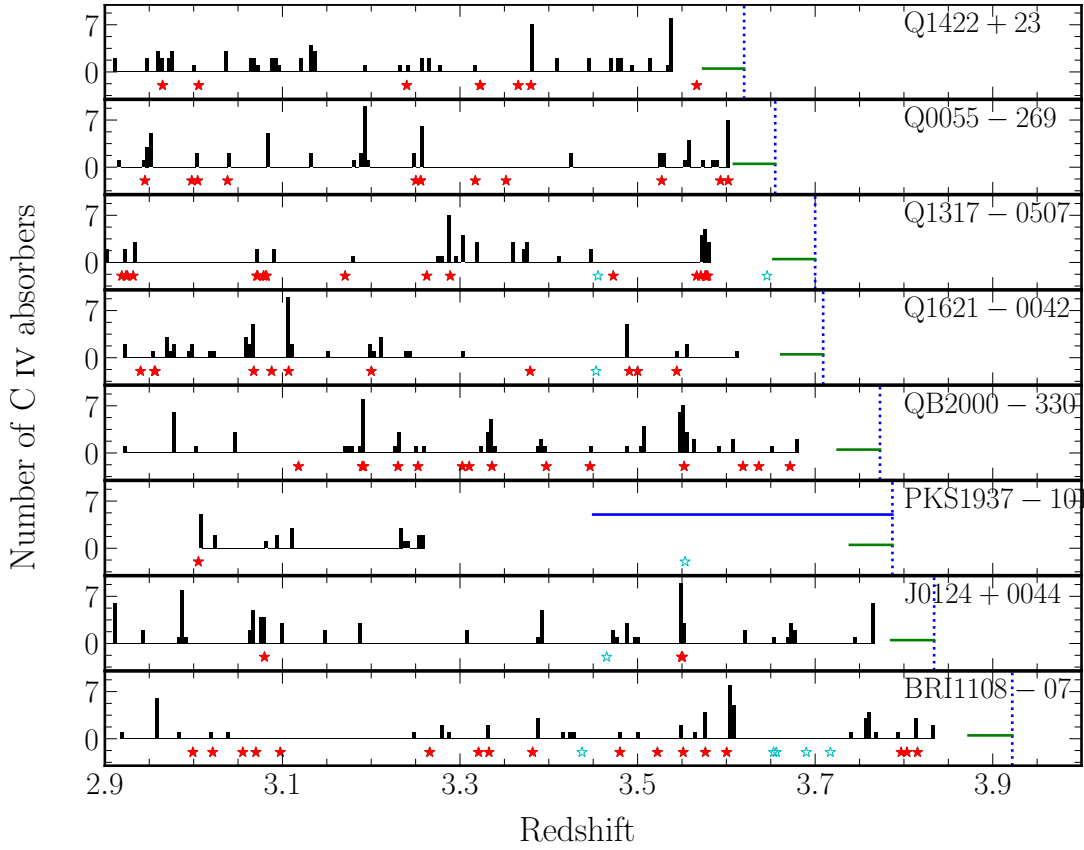 Number of C IV absorbers
7
0
Q1422 + 23
7
0
Q0055 − 269
7
0
Q1317 − 0507
7
0
Q1621 − 0042
7
0
QB2000 − 330
7
0
PKS1937 − 101
7
0
J0124 + 0044
7
0
BRI1108 − 07
2.9 3.1 3.3 3.5 3.7 3.9
Redshift